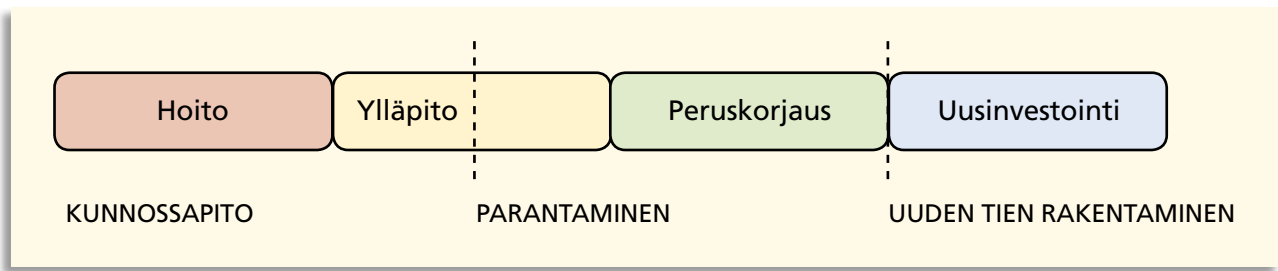 Hoito Ylläpito Peruskorjaus Uusinvestointi
KUNNOSSAPITO PARANTAMINEN UUDEN TIEN RAKENTAMINEN